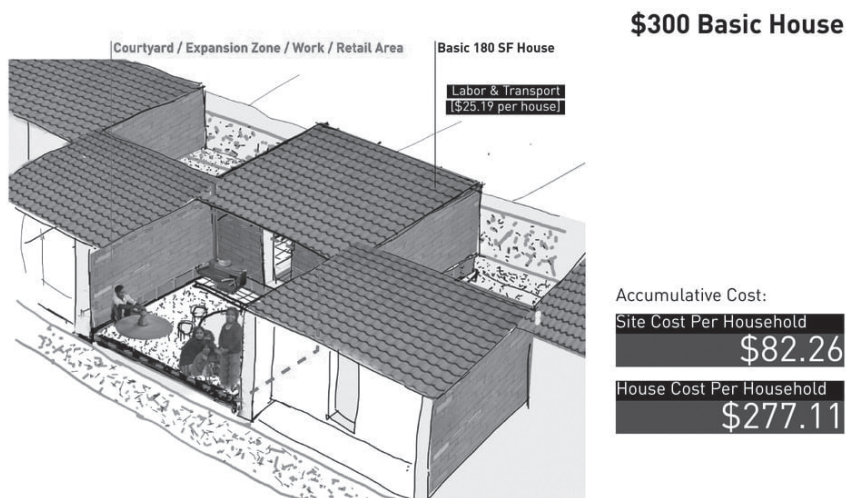 $300 Basic House
Courtyard / Expansion Zone / Work / Retail Area
Basic 180 SF House
Labor & Transport
[$25.19 per house]
Accumulative Cost:
Site Cost Per Household
$82.26
House Cost Per Household
$277.11